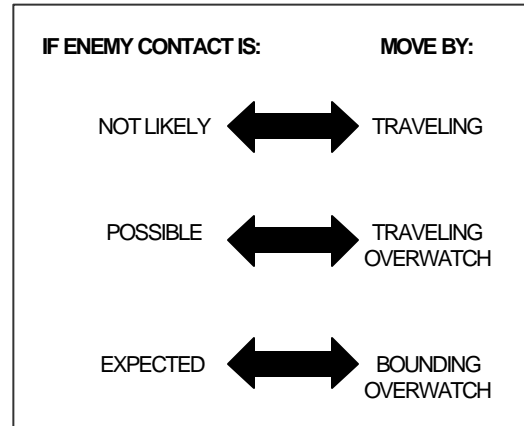 IF ENEMY CONTACT IS: MOVE BY:
NOT LIKELY TRAVELING
POSSIBLE TRAVELING
OVERWATCH
EXPECTED BOUNDING
OVERWATCH